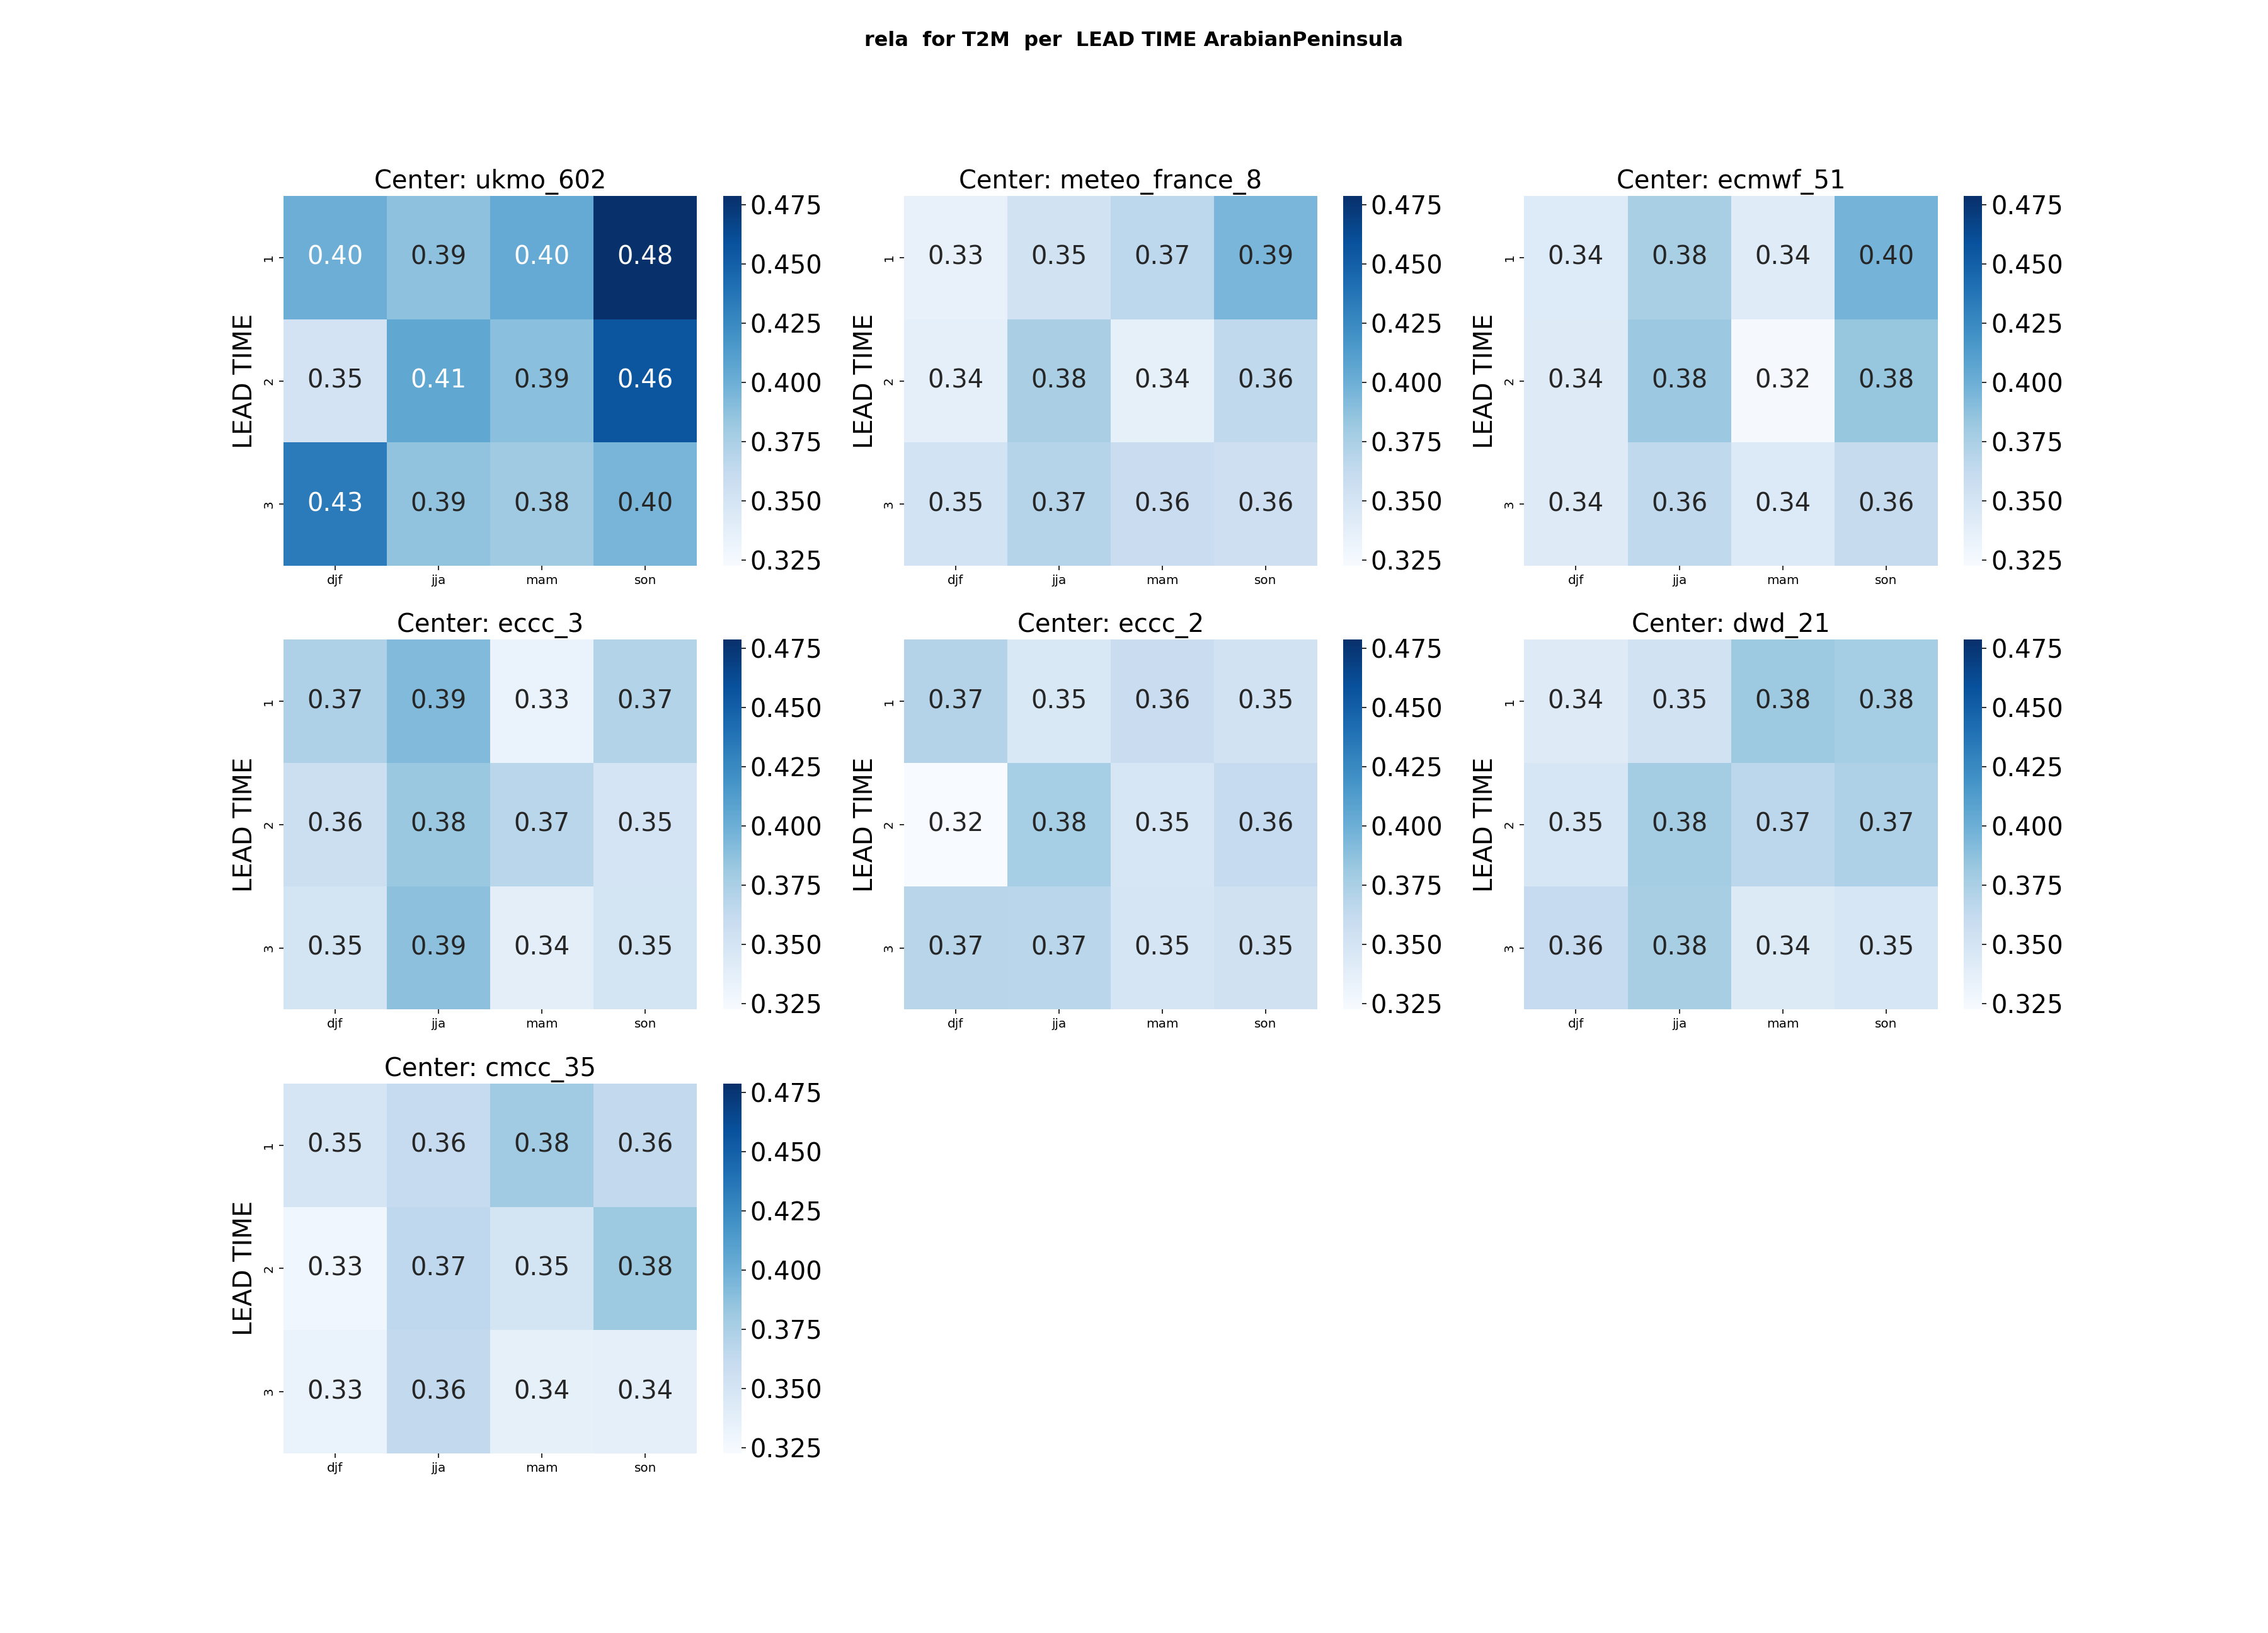 rela  for T2M  per  LEAD TIME ArabianPeninsula
Center: ukmo_602
LEAD TIME
1 0.40 0.39 0.40 0.48
2 0.35 0.41 0.39 0.46
3 0.43 0.39 0.38 0.40
djf jja mam son
0.475
0.450
0.425
0.400
0.375
0.350
0.325
Center: meteo_france_8
LEAD TIME
1 0.33 0.35 0.37 0.39
2 0.34 0.38 0.34 0.36
3 0.35 0.37 0.36 0.36
djf jja mam son
0.475
0.450
0.425
0.400
0.375
0.350
0.325
Center: ecmwf_51
LEAD TIME
1 0.34 0.38 0.34 0.40
2 0.34 0.38 0.32 0.38
3 0.34 0.36 0.34 0.36
djf jja mam son
0.475
0.450
0.425
0.400
0.375
0.350
0.325
Center: eccc_3
LEAD TIME
1 0.37 0.39 0.33 0.37
2 0.36 0.38 0.37 0.35
3 0.35 0.39 0.34 0.35
djf jja mam son
0.475
0.450
0.425
0.400
0.375
0.350
0.325
Center: eccc_2
LEAD TIME
1 0.37 0.35 0.36 0.35
2 0.32 0.38 0.35 0.36
3 0.37 0.37 0.35 0.35
djf jja mam son
0.475
0.450
0.425
0.400
0.375
0.350
0.325
Center: dwd_21
LEAD TIME
1 0.34 0.35 0.38 0.38
2 0.35 0.38 0.37 0.37
3 0.36 0.38 0.34 0.35
djf jja mam son
0.475
0.450
0.425
0.400
0.375
0.350
0.325
Center: cmcc_35
LEAD TIME
1 0.35 0.36 0.38 0.36
2 0.33 0.37 0.35 0.38
3 0.33 0.36 0.34 0.34
djf jja mam son
0.475
0.450
0.425
0.400
0.375
0.350
0.325